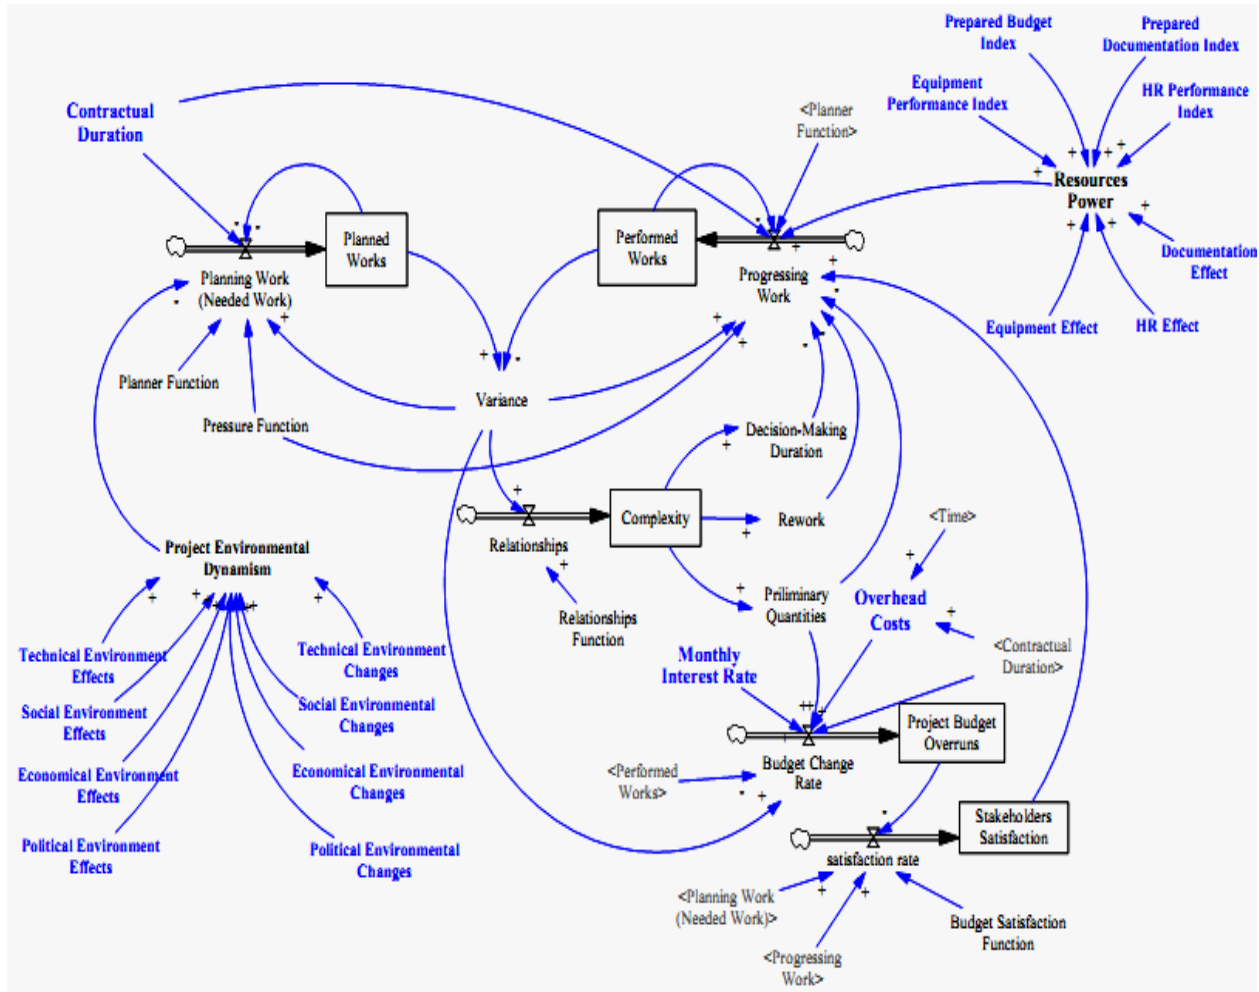 Prepared Budget
Index
Prepared
Documentation Index
Equipment
Performance Index
HR Performance
Index
Contractual
Duration
<Planner
Function>
Resources
Power
Planned
Works
Performed
Works
Planning Work
(Needed Work)
Progressing
Work
Documentation
Effect
Equipment Effect
HR Effect
Planner Function
Variance
Pressure Function
Decision-Making
Duration
Complexity
Rework
<Time>
Relationships
Project Environmental
Dynamism
Priliminary
Quantities
Overhead
Costs
Relationships
Function
Technical Environment
Effects
Technical Environment
Changes
Monthly
Interest Rate
<Contractual
Duration>
Social Environment
Effects
Social Environmental
Changes
Project Budget
Overruns
Economical Environment
Effects
Economical Environmental
Changes
<Performed
Works>
Budget Change
Rate
Stakeholders
Satisfaction
Political Environment
Effects
Political Environmental
Changes
satisfaction rate
<Planning Work
(Needed Work)>
Budget Satisfaction
Function
<Progressing
Work>